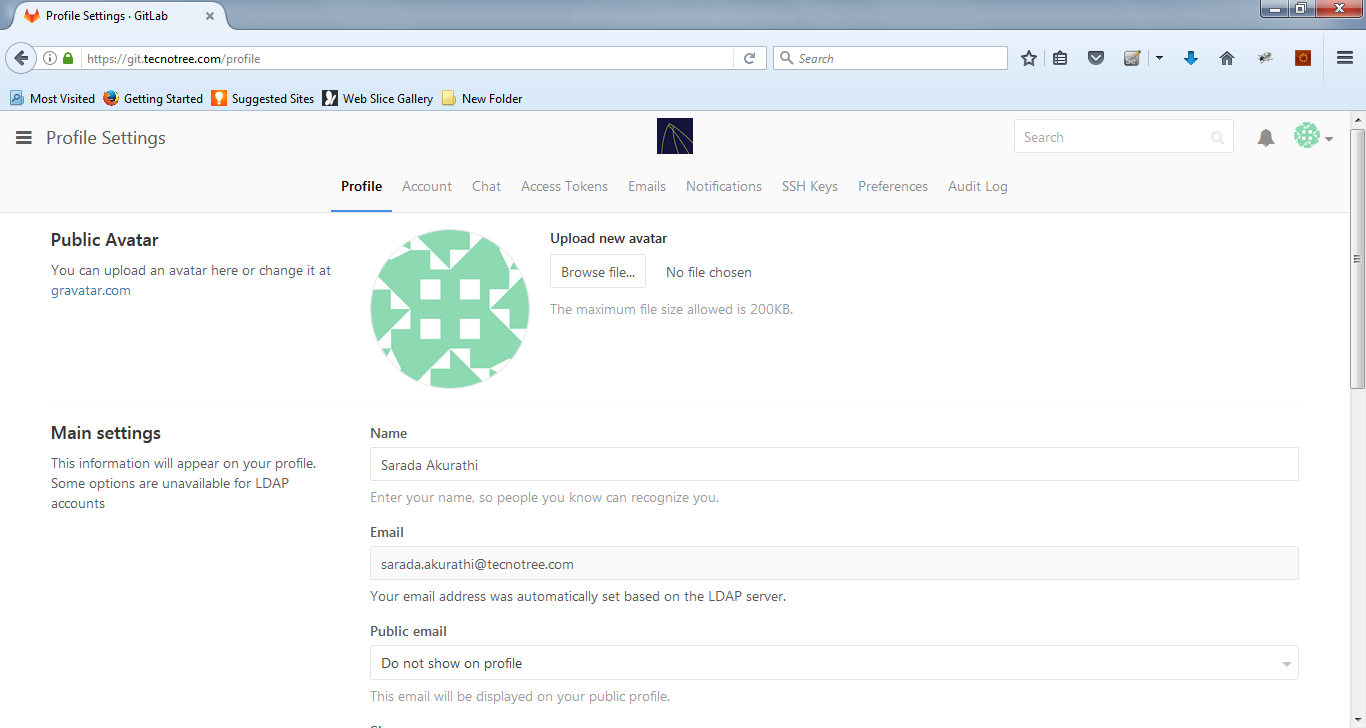 Profile Settings · GitLab
https://git.tecnotree.com/profile
Search
Most Visited
Getting Started
Suggested Sites
Web Slice Gallery
New Folder
Profile Settings
Search
Profile
Account
Chat
Access Tokens
Emails
Notifications
SSH Keys
Preferences
Audit Log
Public Avatar
You can upload an avatar here or change it at
gravatar.com
Upload new avatar
Browse file...
No file chosen
The maximum file size allowed is 200KB.
Main settings
This information will appear on your profile.
Some options are unavailable for LDAP
accounts
Name
Sarada Akurathi
Enter your name, so people you know can recognize you.
Email
sarada.akurathi@tecnotree.com
Your email address was automatically set based on the LDAP server.
Public email
Do not show on profile
This email will be displayed on your public profile.